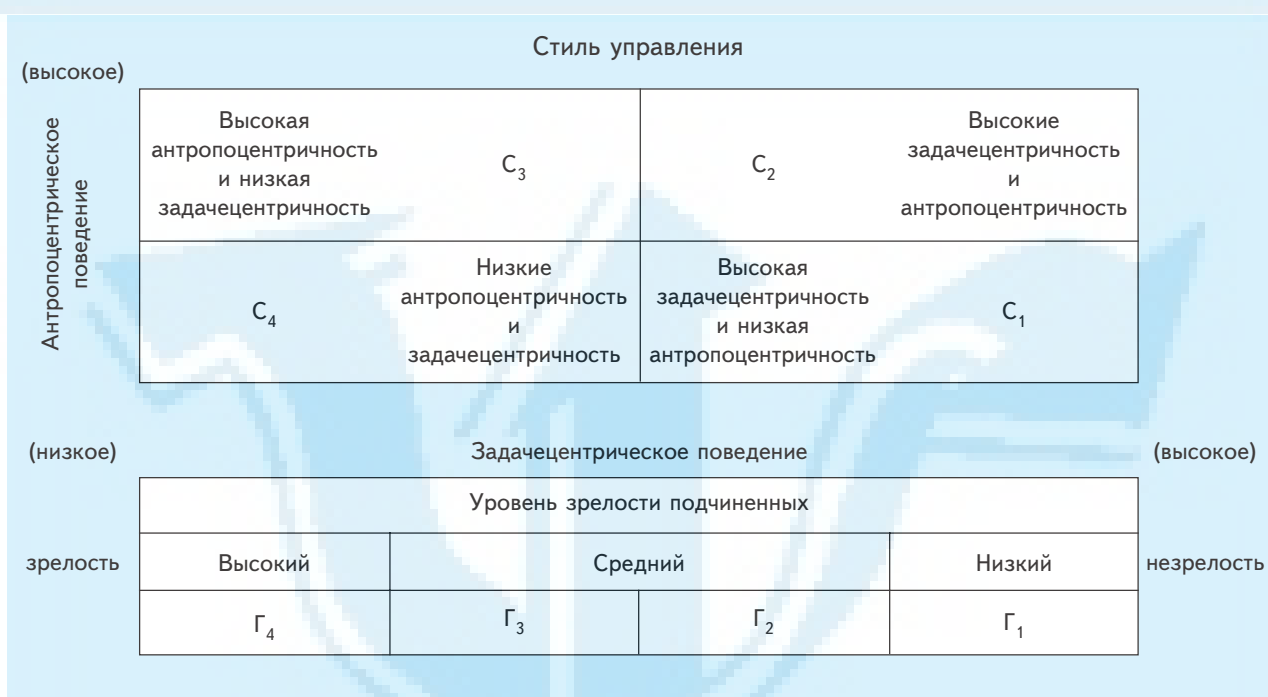 Стиль управления
(высокое)
Антропоцентрическое
поведение
Высокая
антропоцентричность
и низкая
задачецентричность
С₃
С₂
Высокие
задачецентричность
и
антропоцентричность
С₄
Низкие
антропоцентричность
и
задачецентричность
Высокая
задачецентричность
и низкая
антропоцентричность
С₁
(низкое)
Задачецентрическое поведение
(высокое)
Уровень зрелости подчиненных
зрелость
Высокий
Средний
Низкий
незрелость
Г₄
Г₃
Г₂
Г₁